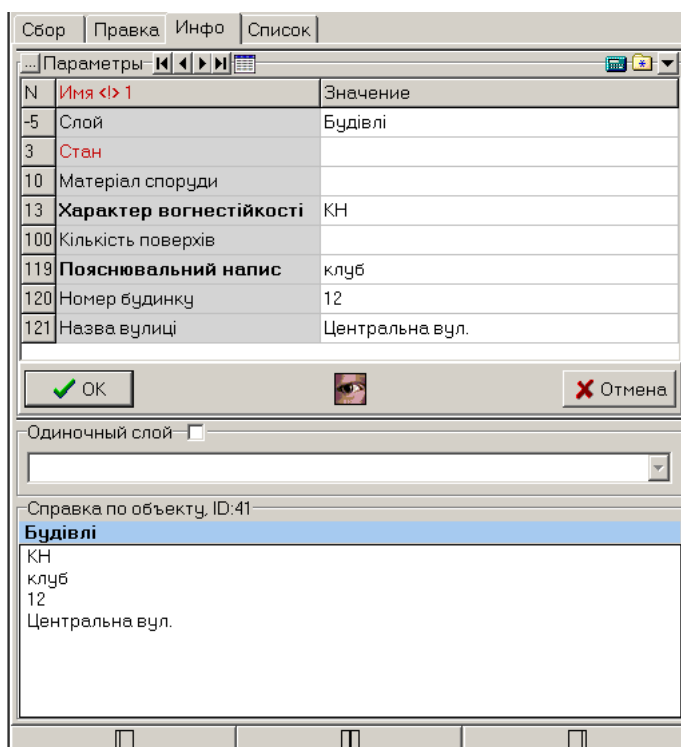 Сбор Правка Инфо Список
... Параметры
N Имя <!> 1 Значение
-5 Слой Будівлі
3 Стан
10 Матеріал споруди
13 Характер вогнестійкості КН
100 Кількість поверхів
119 Пояснювальний напис клуб
120 Номер будинку 12
121 Назва вулиці Центральна вул.
OK Отмена
Одиночный слой
Справка по объекту, ID:41
Будівлі
КН
клуб
12
Центральна вул.